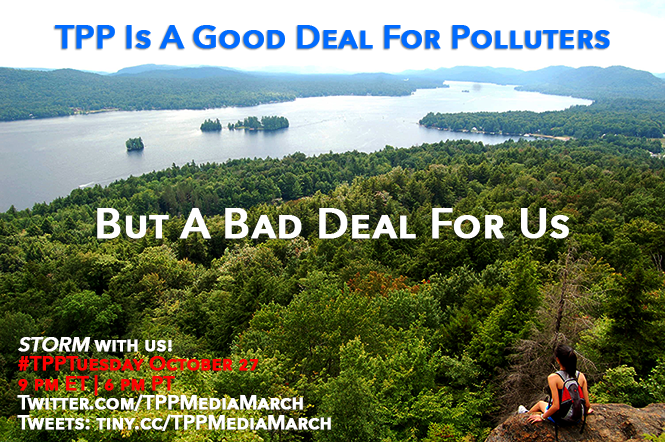 TPP Is A Good Deal For Polluters
But A Bad Deal For Us
STORM with us!
#TPPTuesday October 27
9 pm ET | 6 pm PT
Twitter.com/TPPMediaMarch
Tweets: tiny.cc/TPPMediaMarch